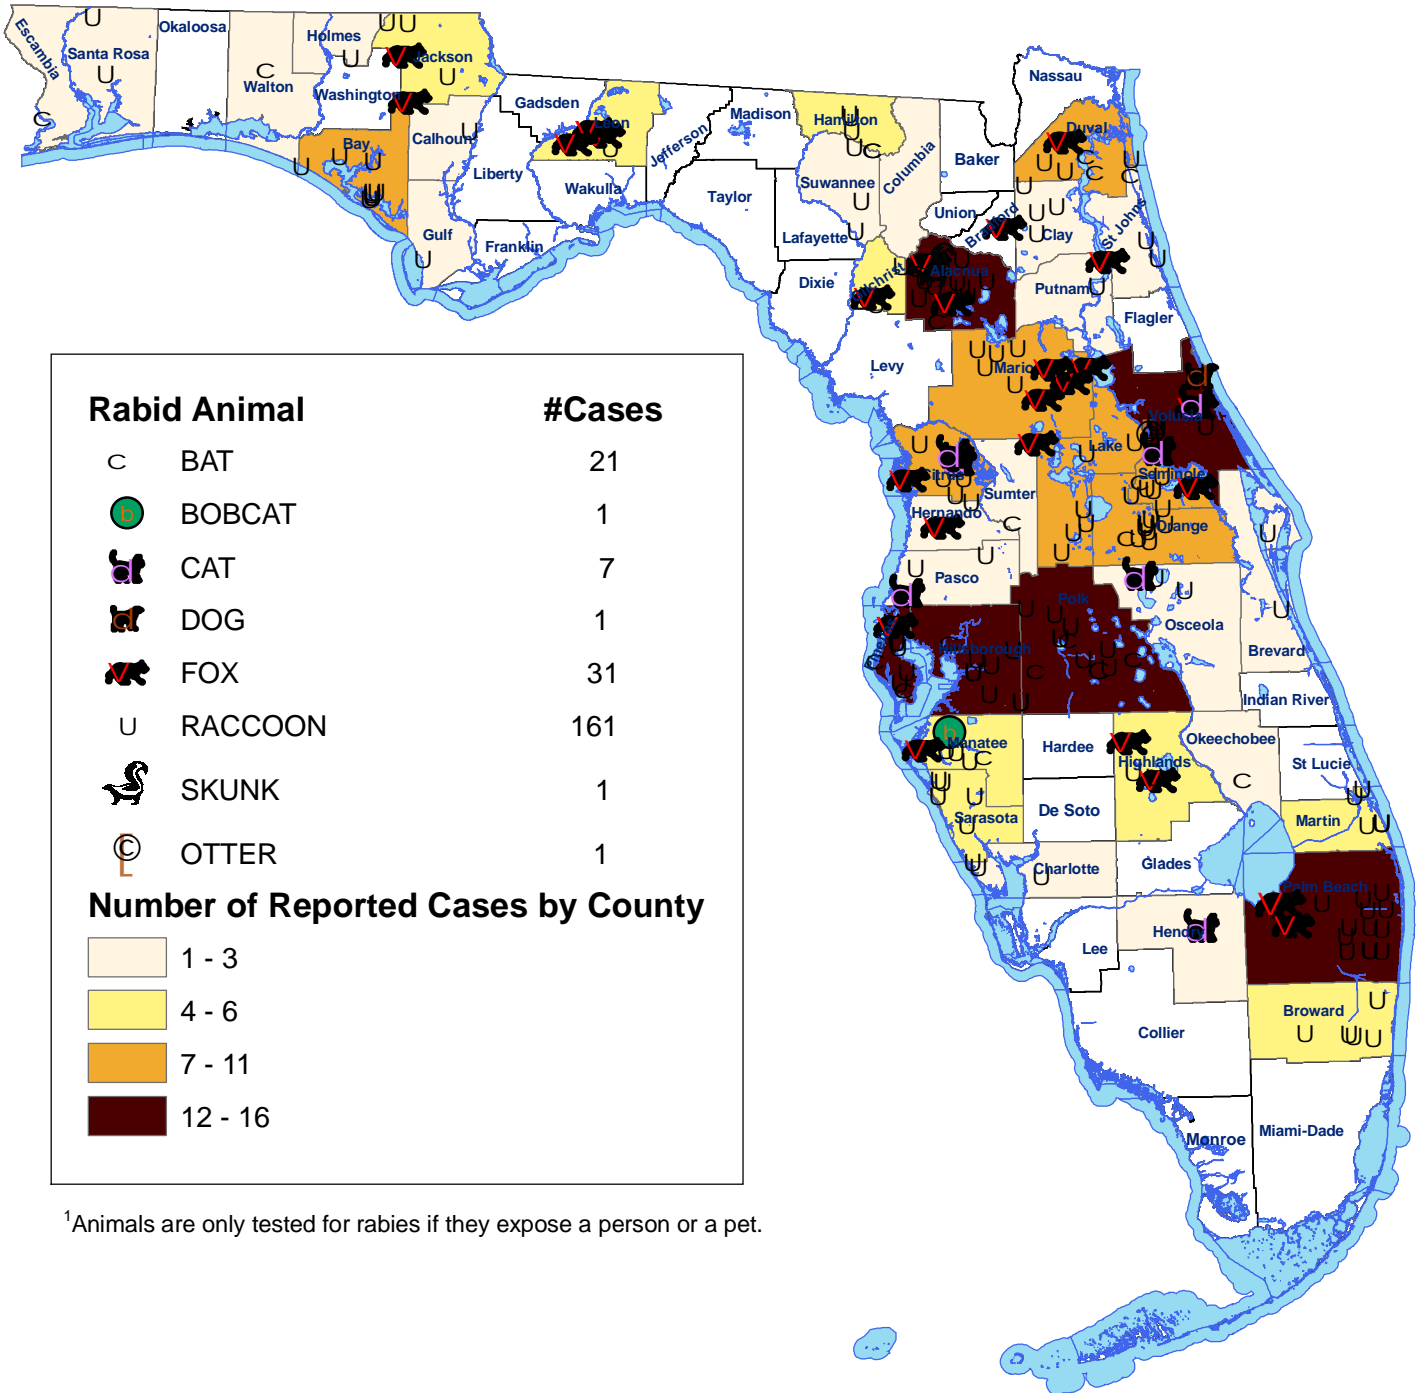 Escambia
Santa Rosa
Okaloosa
Walton
Holmes
Washington
Jackson
Bay
Calhoun
Gulf
Gadsden
Liberty
Franklin
Leon
Wakulla
Jefferson
Madison
Taylor
Hamilton
Suwannee
Lafayette
Dixie
Columbia
Baker
Union
Bradford
Nassau
Duval
Clay
St Johns
Gilchrist
Alachua
Putnam
Flagler
Levy
Marion
Volusia
Citrus
Lake
Seminole
Sumter
Hernando
Orange
Pasco
Polk
Osceola
Brevard
Pinellas
Hillsborough
Indian River
Manatee
Hardee
Highlands
Okeechobee
St Lucie
Sarasota
De Soto
Martin
Charlotte
Glades
Palm Beach
Hendry
Lee
Collier
Broward
Monroe
Miami-Dade
Rabid Animal #Cases
C BAT 21
b BOBCAT 1
d CAT 7
d DOG 1
V FOX 31
U RACCOON 161
SKUNK 1
© L OTTER 1
Number of Reported Cases by County
1 - 3
4 - 6
7 - 11
12 - 16
1Animals are only tested for rabies if they expose a person or a pet.